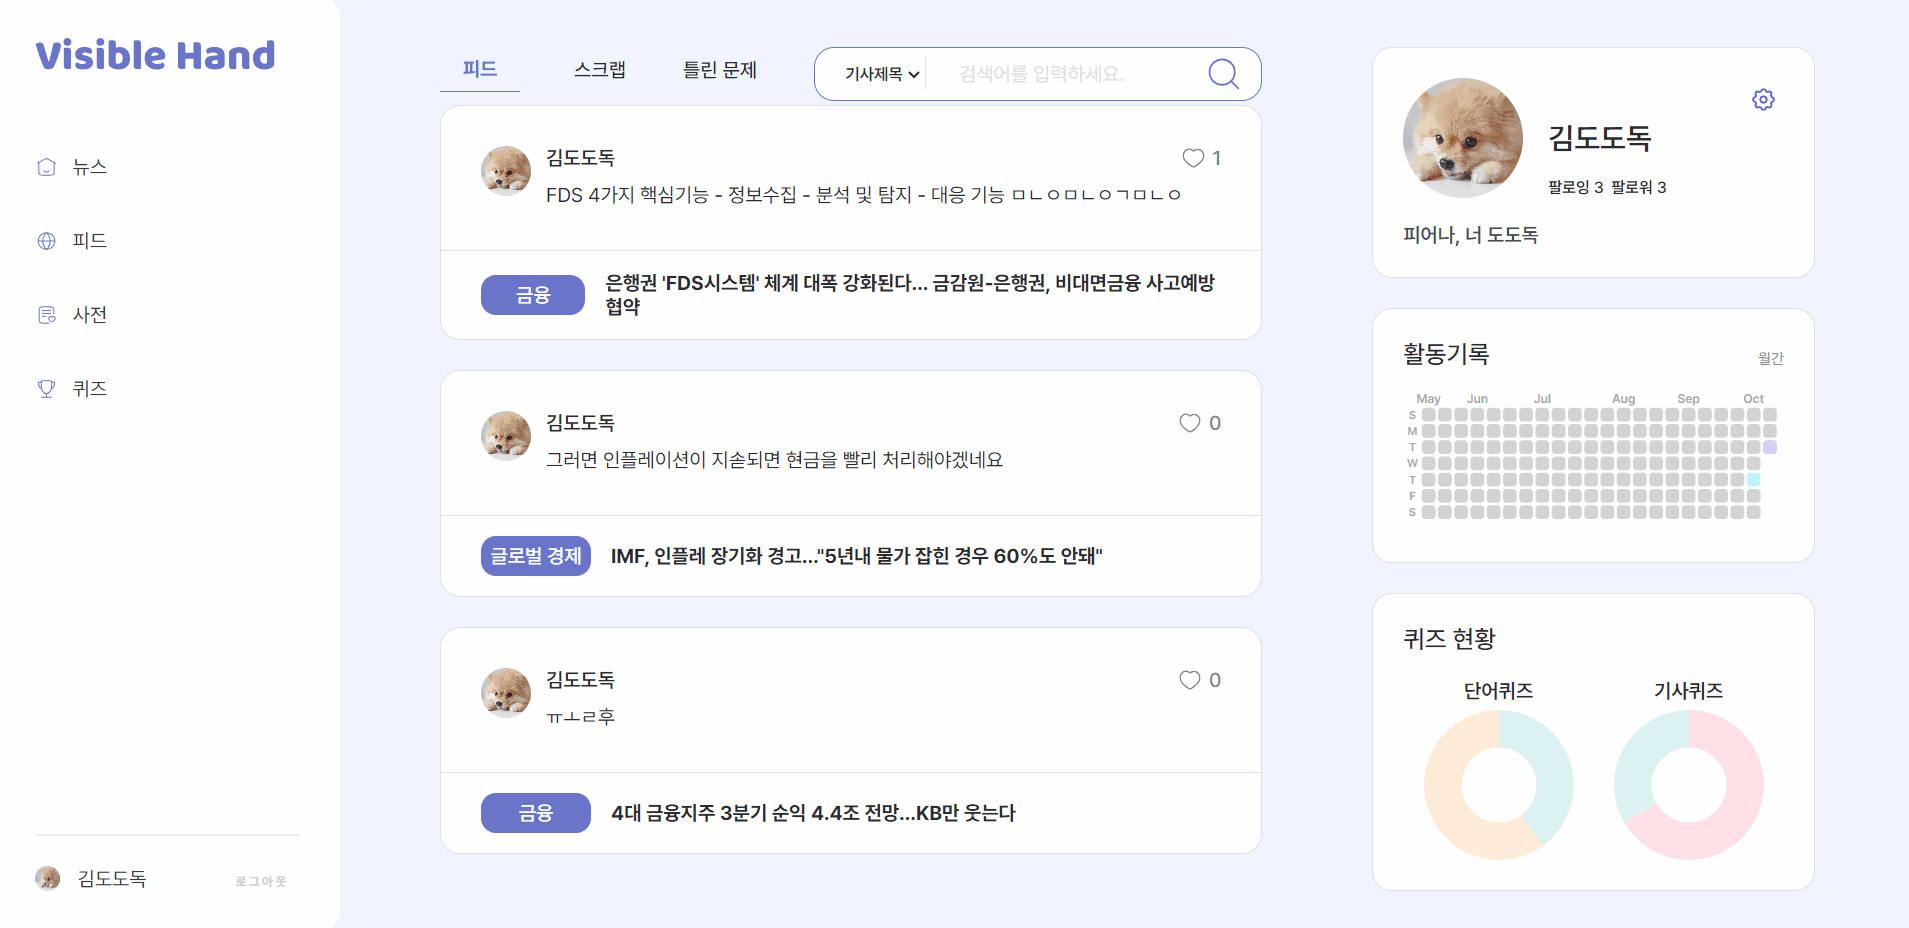 Visible Hand
뉴스
피드
사전
퀴즈
김도도독
로그아웃
피드
스크랩
틀린 문제
기사제목
검색어를 입력하세요.
김도도독
1
FDS 4가지 핵심기능 - 정보수집 - 분석 및 탐지 - 대응 기능 ㅁㄴㅇㅁㄴㅇㄱㅁㄴㅇ
금융
은행권 'FDS시스템' 체계 대폭 강화된다... 금감원-은행권, 비대면금융 사고예방
협약
김도도독
0
그러면 인플레이션이 지속되면 현금을 빨리 처리해야겠네요
글로벌 경제
IMF, 인플레 장기화 경고..."5년내 물가 잡힌 경우 60%도 안돼"
김도도독
0
ㅠㅗㄹ후
금융
4대 금융지주 3분기 순익 4.4조 전망...KB만 웃는다
김도도독
팔로잉 3 팔로워 3
피어나, 너 도도독
활동기록
월간
May Jun Jul Aug Sep Oct
S
M
T
W
T
F
S
퀴즈 현황
단어퀴즈
기사퀴즈